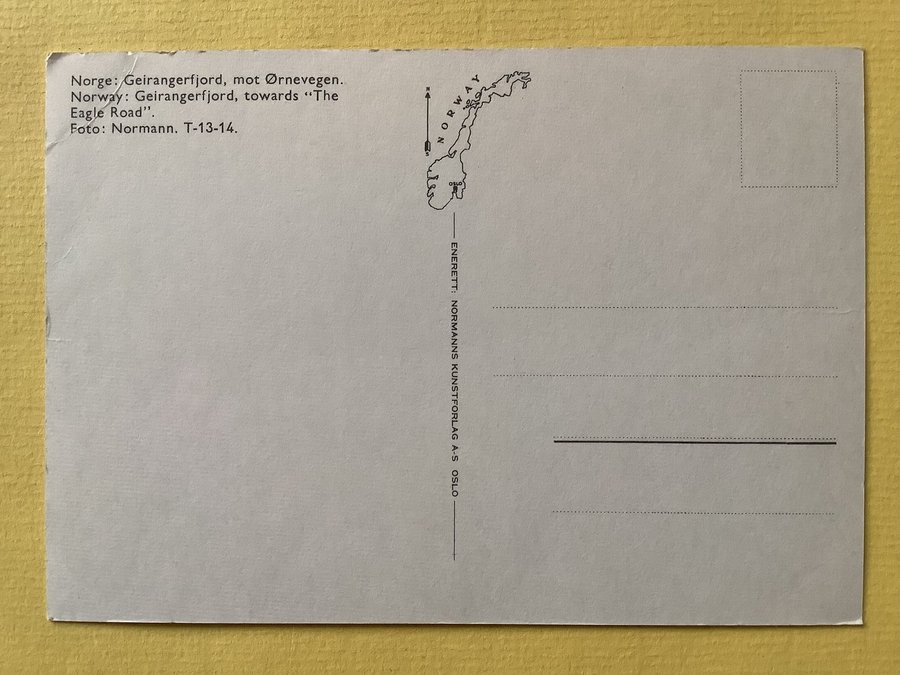 Norge: Geirangerfjord, mot Ørnevegen.
Norway: Geirangerfjord, towards “The
Eagle Road”.
Foto: Normann. T-13-14.
N
S
NORWAY
OSLO
ENERETT: NORMANNS KUNSTFORLAG A-S OSLO